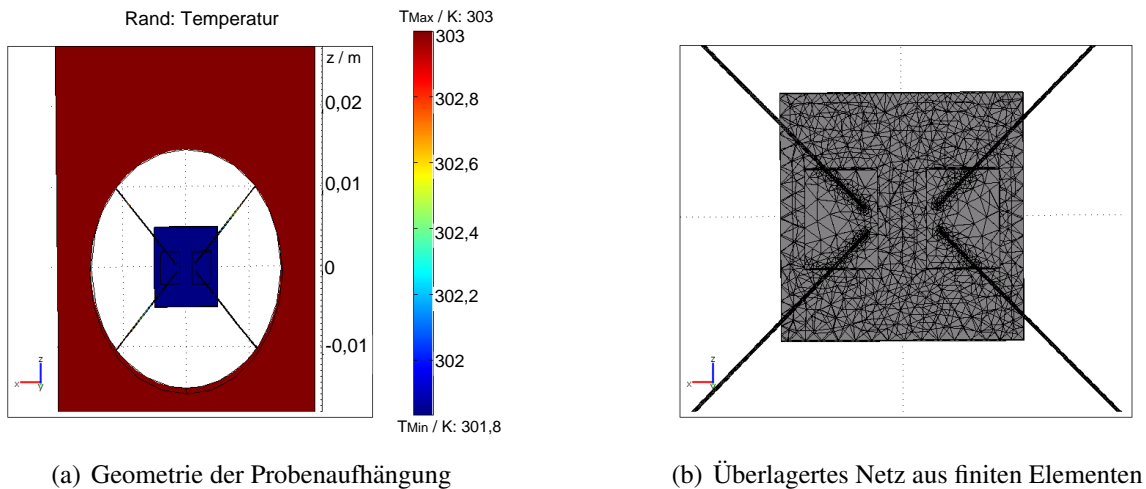 Rand: Temperatur
TMax / K: 303
303
302,8
302,6
302,4
302,2
302
TMin / K: 301,8
z / m
0,02
0,01
0
-0,01
z
x
y
z
x
y
(a) Geometrie der Probenaufhängung
(b) Überlagertes Netz aus finiten Elementen